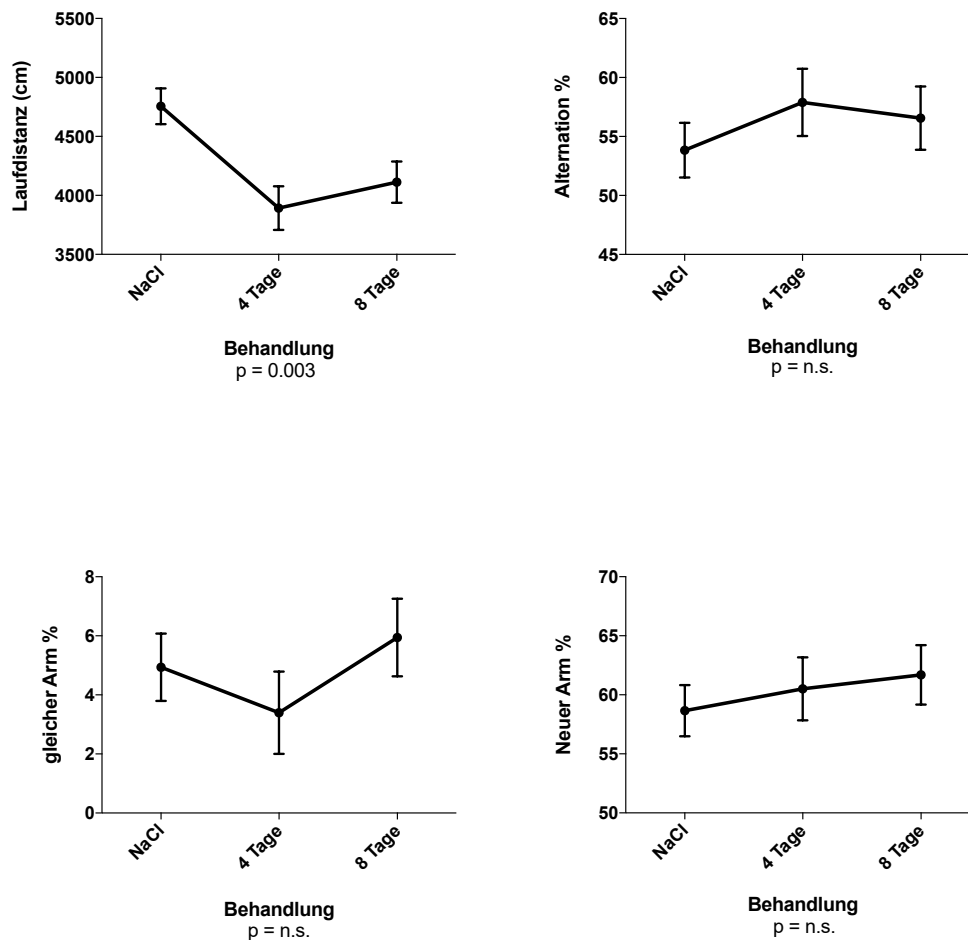 Laufdistanz (cm)
5500
5000
4500
4000
3500
NaCl
4 Tage
8 Tage
Behandlung
p = 0.003
Alternation %
65
60
55
50
45
NaCl
4 Tage
8 Tage
Behandlung
p = n.s.
gleicher Arm %
8
6
4
2
0
NaCl
4 Tage
8 Tage
Behandlung
p = n.s.
Neuer Arm %
70
65
60
55
50
NaCl
4 Tage
8 Tage
Behandlung
p = n.s.